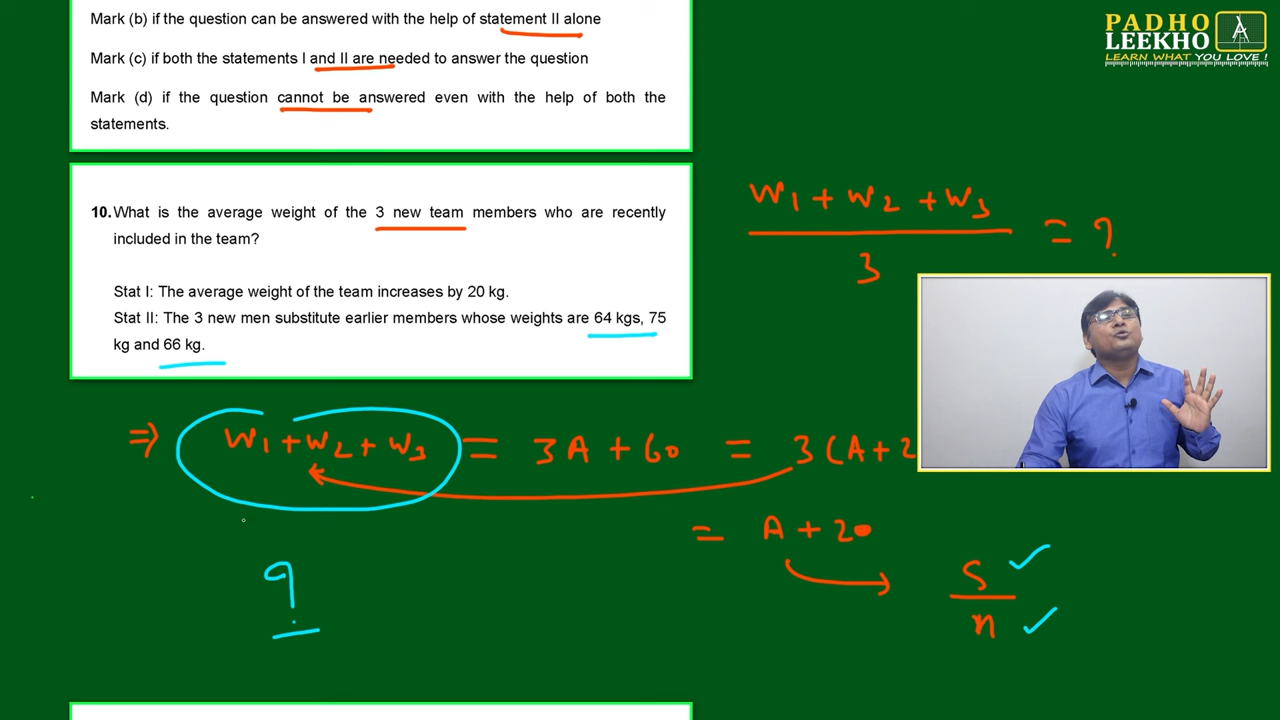 Mark (b) if the question can be answered with the help of statement II alone
Mark (c) if both the statements I and II are needed to answer the question
Mark (d) if the question cannot be answered even with the help of both the
statements.
PADHO
LEEKHO
LEARN WHAT YOU LOVE !
10. What is the average weight of the 3 new team members who are recently
included in the team?
Stat I: The average weight of the team increases by 20 kg.
Stat II: The 3 new men substitute earlier members whose weights are 64 kgs, 75
kg and 66 kg.
W1 + W2 + W3
3
= ?
⇒ W1 + W2 + W3 = 3A + 60 = 3(A+2
= A + 20
S
n
?